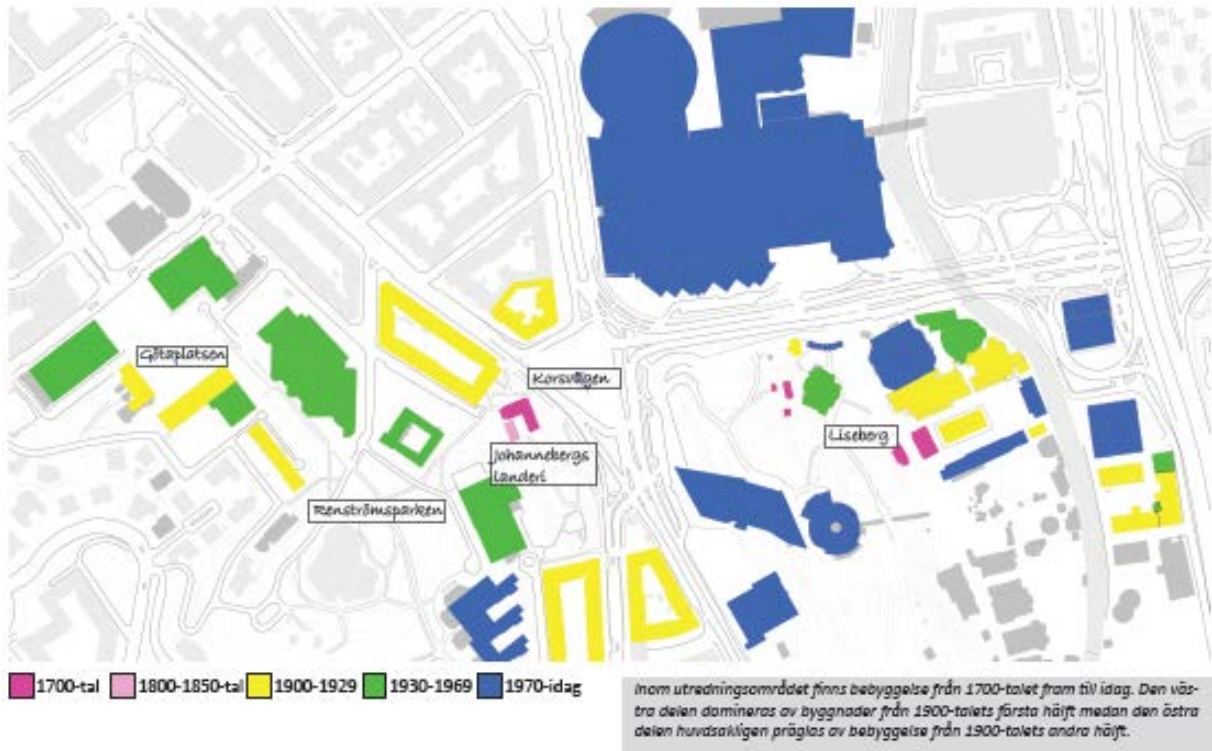 Götaplatsen
Korsvägen
Johannebergs
landeri
Liseberg
Renströmsparken
1700-tal 1800-1850-tal 1900-1929 1930-1969 1970-idag
Inom utredningsområdet finns bebyggelse från 1700-talet fram till idag. Den väs-
tra delen domineras av byggnader från 1900-talets första hälft medan den östra
delen huvdsakligen präglas av bebyggelse från 1900-talets andra hälft.